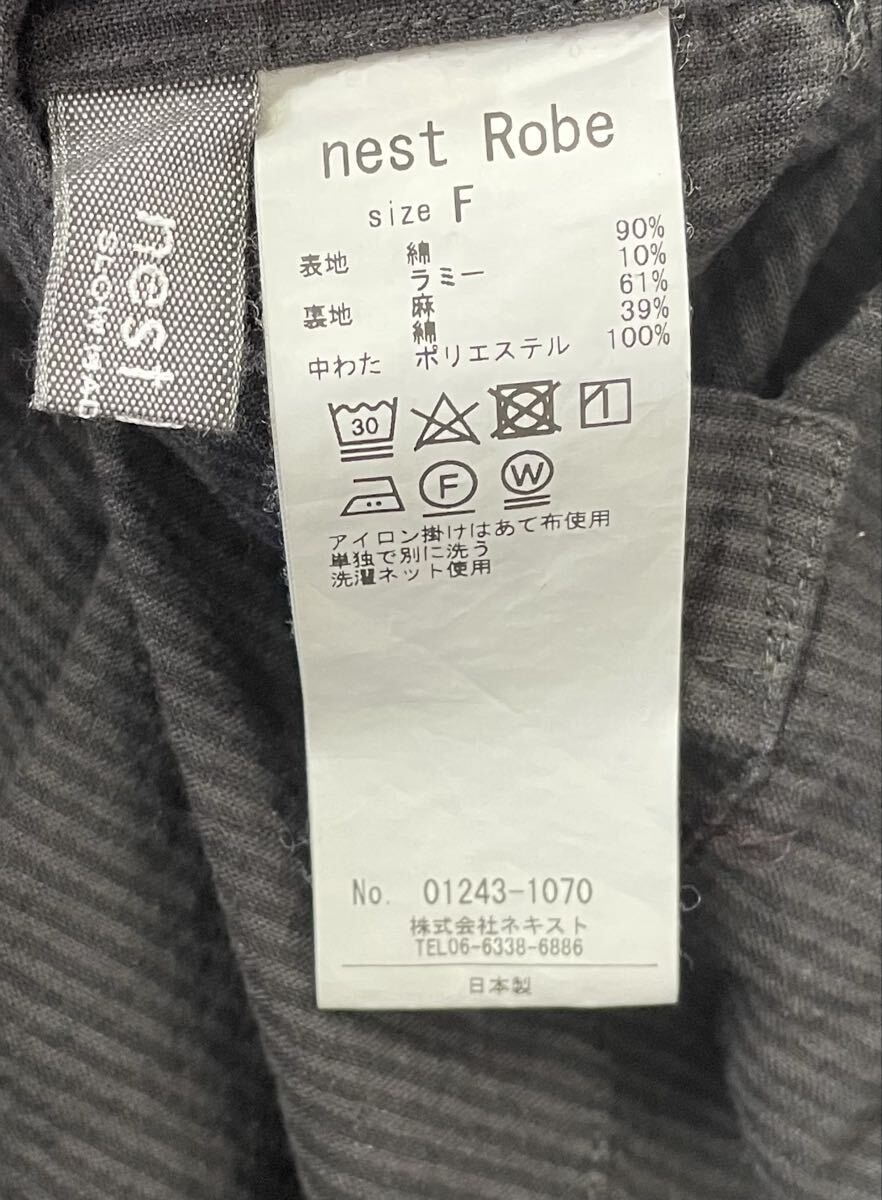 nest Robe
size F
表地 綿 90%
ラミー 10%
裏地 麻 61%
綿 39%
中わた ポリエステル 100%
30
F W
アイロン掛けはあて布使用
単独で別に洗う
洗濯ネット使用
No. 01243-1070
株式会社ネキスト
TEL06-6338-6886
日本製
nest
SLOW